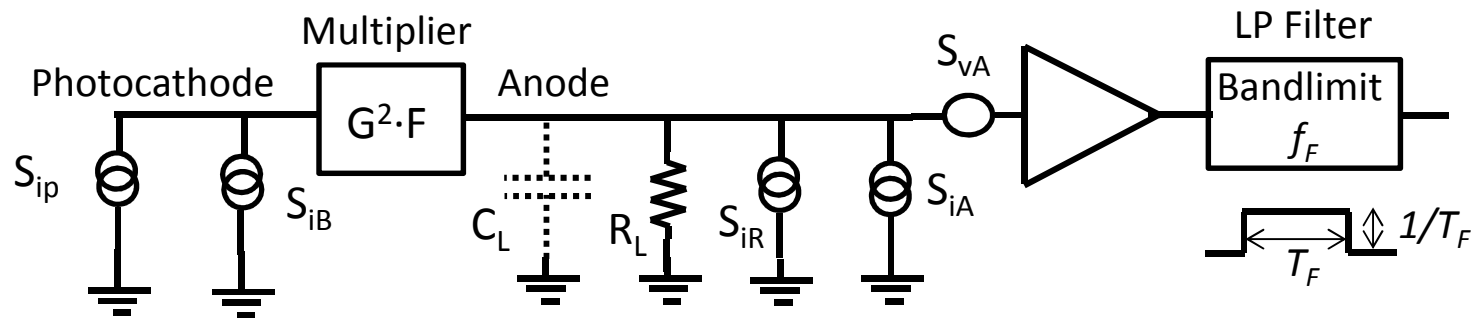 Multiplier
LP Filter
Photocathode
Anode
S_vA
G²·F
Bandlimit
f_F
S_ip
S_iB
C_L
R_L
S_iR
S_iA
1/T_F
T_F